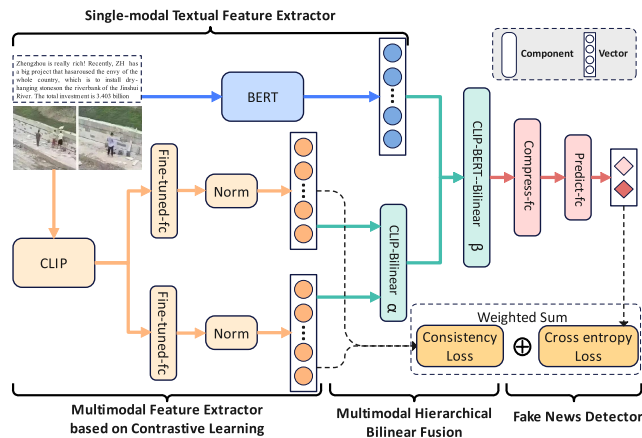 Single-modal Textual Feature Extractor
Component
Vector
Zhengzhou is really rich! Recently, ZH has
a big project that hasaroused the envy of the
whole country, which is to install dry-
hanging stoneson the riverbank of the Jinshui
River. The total investment is 3.403 billion
BERT
Fine-tuned-fc
Norm
CLIP
Fine-tuned-fc
Norm
CLIP-Bilinear α
CLIP-BERT--Bilinear β
Compress-fc
Predict-fc
Weighted Sum
Consistency
Loss
Cross entropy
Loss
Multimodal Feature Extractor
based on Contrastive Learning
Multimodal Hierarchical
Bilinear Fusion
Fake News Detector